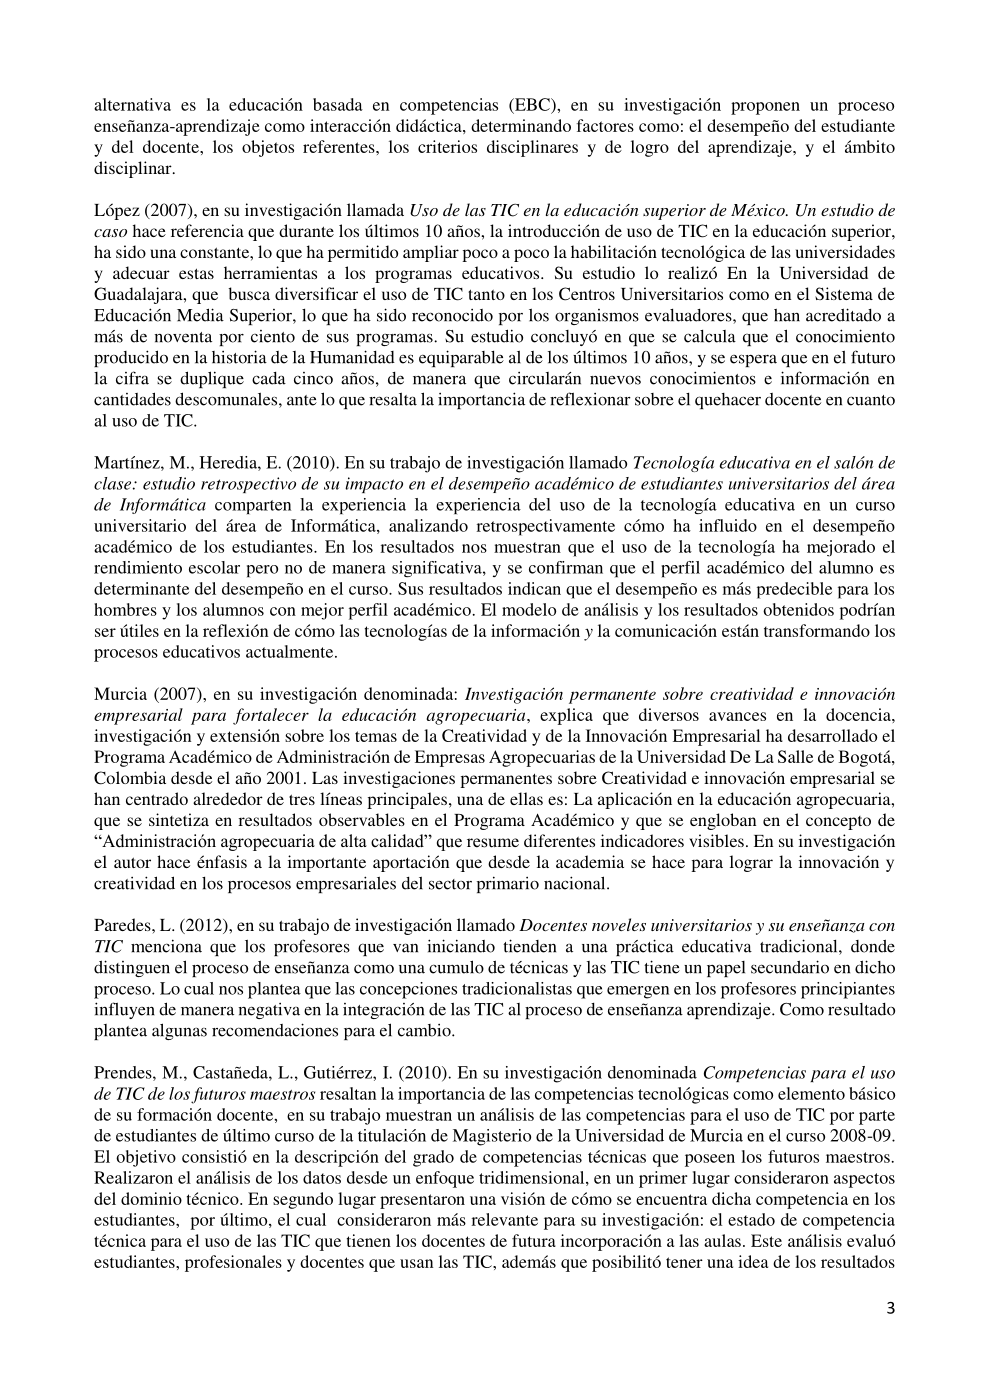 alternativa es la educación basada en competencias (EBC), en su investigación proponen un proceso
enseñanza-aprendizaje como interacción didáctica, determinando factores como: el desempeño del estudiante
y del docente, los objetos referentes, los criterios disciplinares y de logro del aprendizaje, y el ámbito
disciplinar.
López (2007), en su investigación llamada Uso de las TIC en la educación superior de México. Un estudio de
caso hace referencia que durante los últimos 10 años, la introducción de uso de TIC en la educación superior,
ha sido una constante, lo que ha permitido ampliar poco a poco la habilitación tecnológica de las universidades
y adecuar estas herramientas a los programas educativos. Su estudio lo realizó En la Universidad de
Guadalajara, que busca diversificar el uso de TIC tanto en los Centros Universitarios como en el Sistema de
Educación Media Superior, lo que ha sido reconocido por los organismos evaluadores, que han acreditado a
más de noventa por ciento de sus programas. Su estudio concluyó en que se calcula que el conocimiento
producido en la historia de la Humanidad es equiparable al de los últimos 10 años, y se espera que en el futuro
la cifra se duplique cada cinco años, de manera que circularán nuevos conocimientos e información en
cantidades descomunales, ante lo que resalta la importancia de reflexionar sobre el quehacer docente en cuanto
al uso de TIC.
Martínez, M., Heredia, E. (2010). En su trabajo de investigación llamado Tecnología educativa en el salón de
clase: estudio retrospectivo de su impacto en el desempeño académico de estudiantes universitarios del área
de Informática comparten la experiencia la experiencia del uso de la tecnología educativa en un curso
universitario del área de Informática, analizando retrospectivamente cómo ha influido en el desempeño
académico de los estudiantes. En los resultados nos muestran que el uso de la tecnología ha mejorado el
rendimiento escolar pero no de manera significativa, y se confirman que el perfil académico del alumno es
determinante del desempeño en el curso. Sus resultados indican que el desempeño es más predecible para los
hombres y los alumnos con mejor perfil académico. El modelo de análisis y los resultados obtenidos podrían
ser útiles en la reflexión de cómo las tecnologías de la información y la comunicación están transformando los
procesos educativos actualmente.
Murcia (2007), en su investigación denominada: Investigación permanente sobre creatividad e innovación
empresarial para fortalecer la educación agropecuaria, explica que diversos avances en la docencia,
investigación y extensión sobre los temas de la Creatividad y de la Innovación Empresarial ha desarrollado el
Programa Académico de Administración de Empresas Agropecuarias de la Universidad De La Salle de Bogotá,
Colombia desde el año 2001. Las investigaciones permanentes sobre Creatividad e innovación empresarial se
han centrado alrededor de tres líneas principales, una de ellas es: La aplicación en la educación agropecuaria,
que se sintetiza en resultados observables en el Programa Académico y que se engloban en el concepto de
“Administración agropecuaria de alta calidad” que resume diferentes indicadores visibles. En su investigación
el autor hace énfasis a la importante aportación que desde la academia se hace para lograr la innovación y
creatividad en los procesos empresariales del sector primario nacional.
Paredes, L. (2012), en su trabajo de investigación llamado Docentes noveles universitarios y su enseñanza con
TIC menciona que los profesores que van iniciando tienden a una práctica educativa tradicional, donde
distinguen el proceso de enseñanza como una cumulo de técnicas y las TIC tiene un papel secundario en dicho
proceso. Lo cual nos plantea que las concepciones tradicionalistas que emergen en los profesores principiantes
influyen de manera negativa en la integración de las TIC al proceso de enseñanza aprendizaje. Como resultado
plantea algunas recomendaciones para el cambio.
Prendes, M., Castañeda, L., Gutiérrez, I. (2010). En su investigación denominada Competencias para el uso
de TIC de los futuros maestros resaltan la importancia de las competencias tecnológicas como elemento básico
de su formación docente, en su trabajo muestran un análisis de las competencias para el uso de TIC por parte
de estudiantes de último curso de la titulación de Magisterio de la Universidad de Murcia en el curso 2008-09.
El objetivo consistió en la descripción del grado de competencias técnicas que poseen los futuros maestros.
Realizaron el análisis de los datos desde un enfoque tridimensional, en un primer lugar consideraron aspectos
del dominio técnico. En segundo lugar presentaron una visión de cómo se encuentra dicha competencia en los
estudiantes, por último, el cual consideraron más relevante para su investigación: el estado de competencia
técnica para el uso de las TIC que tienen los docentes de futura incorporación a las aulas. Este análisis evaluó
estudiantes, profesionales y docentes que usan las TIC, además que posibilitó tener una idea de los resultados
3